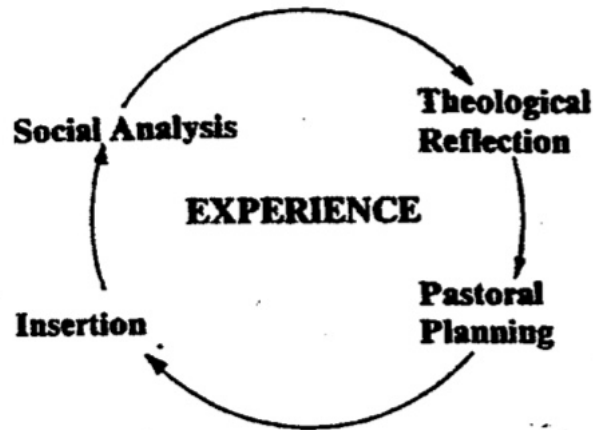 Theological
Reflection
Social Analysis
EXPERIENCE
Pastoral
Planning
Insertion